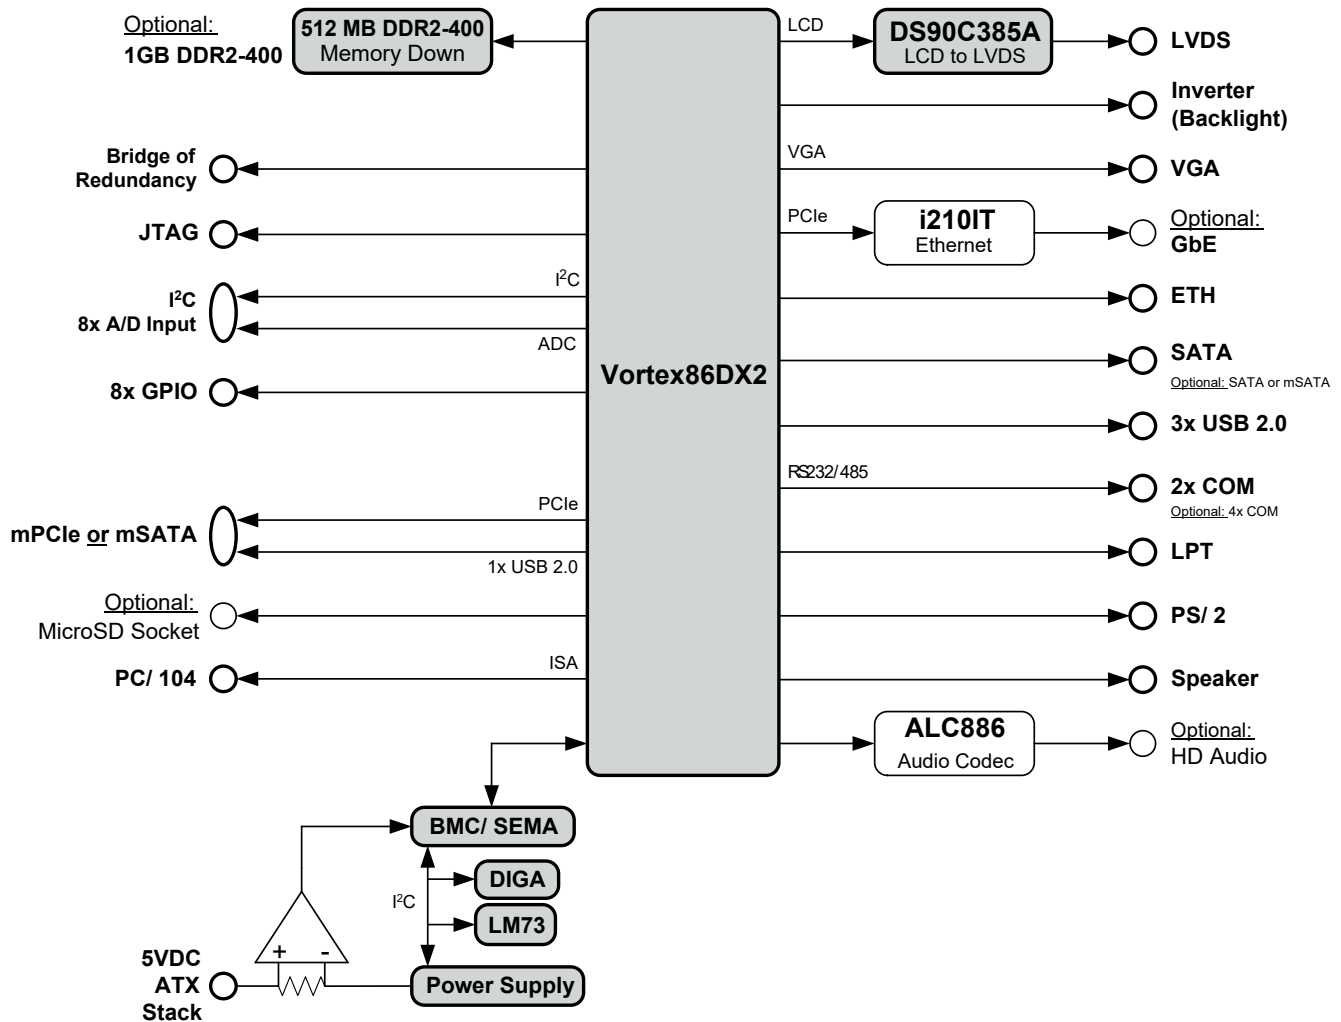 Optional:
1GB DDR2-400
512 MB DDR2-400
Memory Down
LCD
DS90C385A
LCD to LVDS
LVDS
Inverter
(Backlight)
Bridge of
Redundancy
VGA
VGA
JTAG
PCIe
i210IT
Ethernet
Optional:
GbE
I²C
I²C
8x A/D Input
ADC
ETH
Vortex86DX2
SATA
Optional: SATA or mSATA
8x GPIO
3x USB 2.0
RS232/485
2x COM
Optional: 4x COM
PCIe
mPCIe or mSATA
1x USB 2.0
LPT
Optional:
MicroSD Socket
PS/ 2
ISA
PC/ 104
Speaker
ALC886
Audio Codec
Optional:
HD Audio
BMC/ SEMA
DIGA
I²C
LM73
+ -
5VDC
ATX
Stack
Power Supply